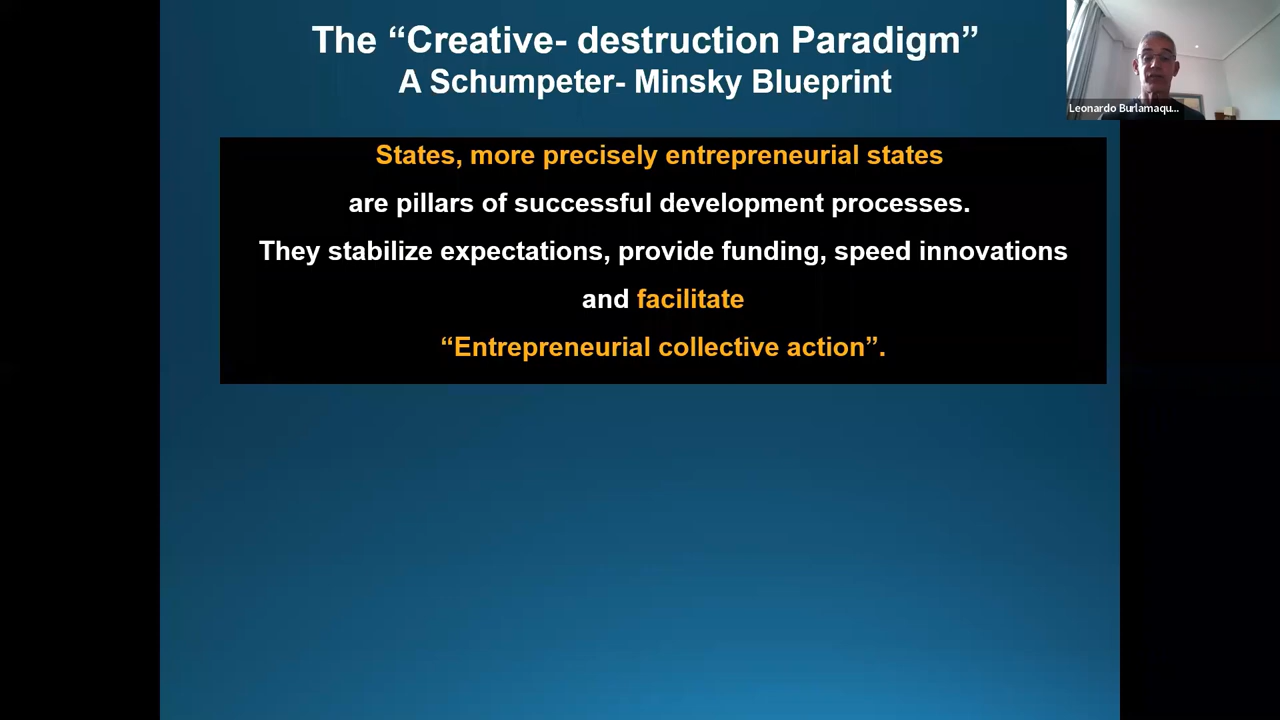 The “Creative- destruction Paradigm”
A Schumpeter- Minsky Blueprint
Leonardo Burlamaqu...
States, more precisely entrepreneurial states
are pillars of successful development processes.
They stabilize expectations, provide funding, speed innovations
and facilitate
“Entrepreneurial collective action”.